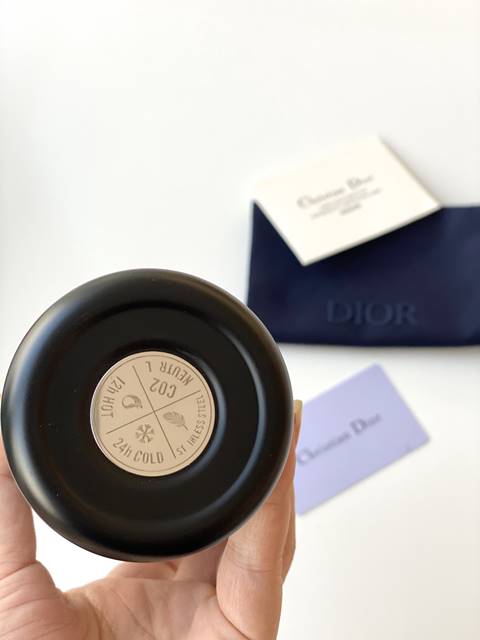 Christian Dior
DIOR
Christian Dior
12h HOT
CO2
NEUTR L
24h COLD
ST INLESS STEEL